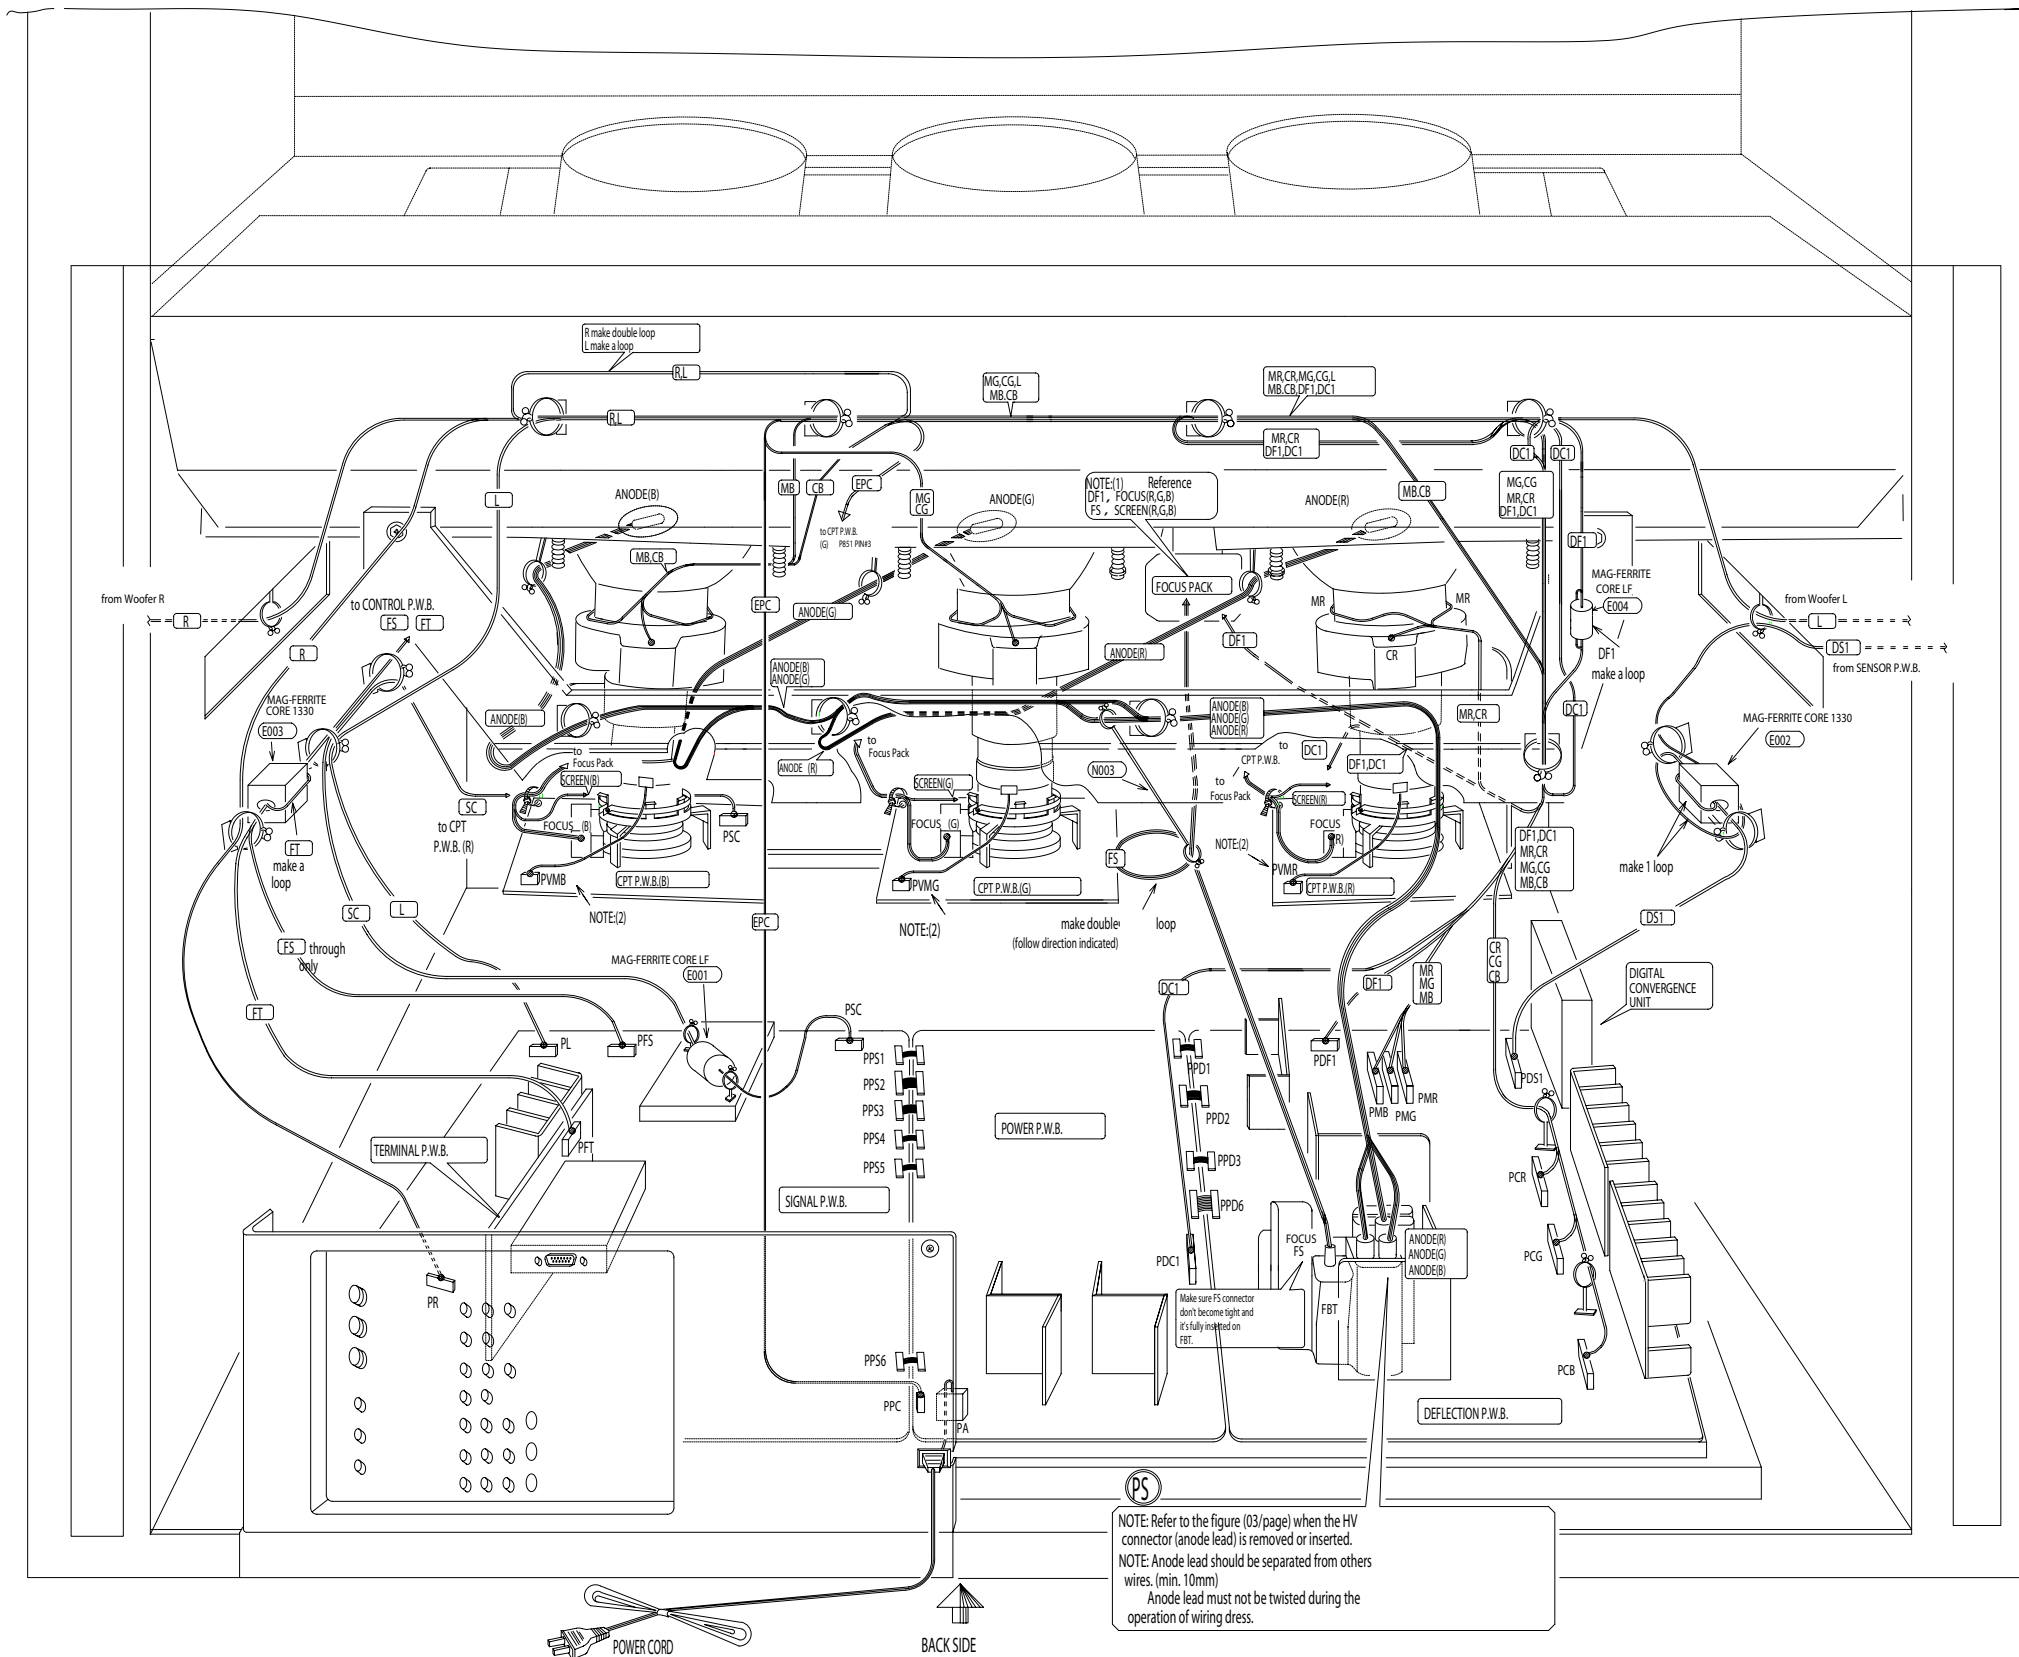 R make double loop
L make a loop
R,L
R,L
MG,CG,L
MB.CB
MR,CR,MG,CG,L
MB.CB,DF1,DC1
MR,CR
DF1,DC1
DC1
DC1
L
ANODE(B)
MB
CB
EPC
MG
CG
ANODE(G)
NOTE:(1) Reference
DF1 , FOCUS(R,G,B)
FS , SCREEN(R,G,B)
ANODE(R)
MB.CB
MG,CG
MR,CR
DF1,DC1
to CPT P.W.B.
(G) P851 PIN#3
MB,CB
DF1
FOCUS PACK
MAG-FERRITE
CORE LF
E004
from Woofer R
R
to CONTROL P.W.B.
FS
FT
EPC
ANODE(G)
MR
MR
from Woofer L
L
DF1
DS1
from SENSOR P.W.B.
R
ANODE(B)
ANODE(G)
ANODE(R)
CR
DF1
make a loop
MAG-FERRITE
CORE 1330
E003
ANODE(B)
ANODE(B)
ANODE(G)
ANODE(R)
MR,CR
DC1
MAG-FERRITE CORE 1330
E002
to
Focus Pack
to
Focus Pack
ANODE (R)
to
CPT P.W.B.
DC1
DF1,DC1
N003
SCREEN(B)
SCREEN(G)
to
Focus Pack
SCREEN(R)
SC
to CPT
P.W.B. (R)
FOCUS (B)
PSC
FOCUS (G)
FOCUS
(R)
FT
make a
loop
FS
NOTE:(2)
DF1,DC1
MR,CR
MG,CG
MB,CB
make 1 loop
PVMB
CPT P.W.B.(B)
PVMG
CPT P.W.B.(G)
PVMR
CPT P.W.B.(R)
SC
L
NOTE:(2)
EPC
NOTE:(2)
make double loop
(follow direction indicated)
DS1
FS through
only
MAG-FERRITE CORE LF
E001
CR
CG
CB
DC1
DF1
MR
MG
MB
DIGITAL
CONVERGENCE
UNIT
FT
PL
PFS
PSC
PPS1
PPS2
PPS3
PPS4
PPS5
PPD1
PPD2
PPD3
PPD6
PDF1
PMB
PMG
PMR
PDS1
POWER P.W.B.
TERMINAL P.W.B.
PFT
SIGNAL P.W.B.
PCR
PCG
PCB
PR
PDC1
FOCUS
FS
ANODE(R)
ANODE(G)
ANODE(B)
Make sure FS connector
don't become tight and
it's fully inserted on
FBT.
FBT
PPS6
PPC
PA
DEFLECTION P.W.B.
PS
NOTE: Refer to the figure (03/page) when the HV
connector (anode lead) is removed or inserted.
NOTE: Anode lead should be separated from others
wires. (min. 10mm)
Anode lead must not be twisted during the
operation of wiring dress.
POWER CORD
BACK SIDE